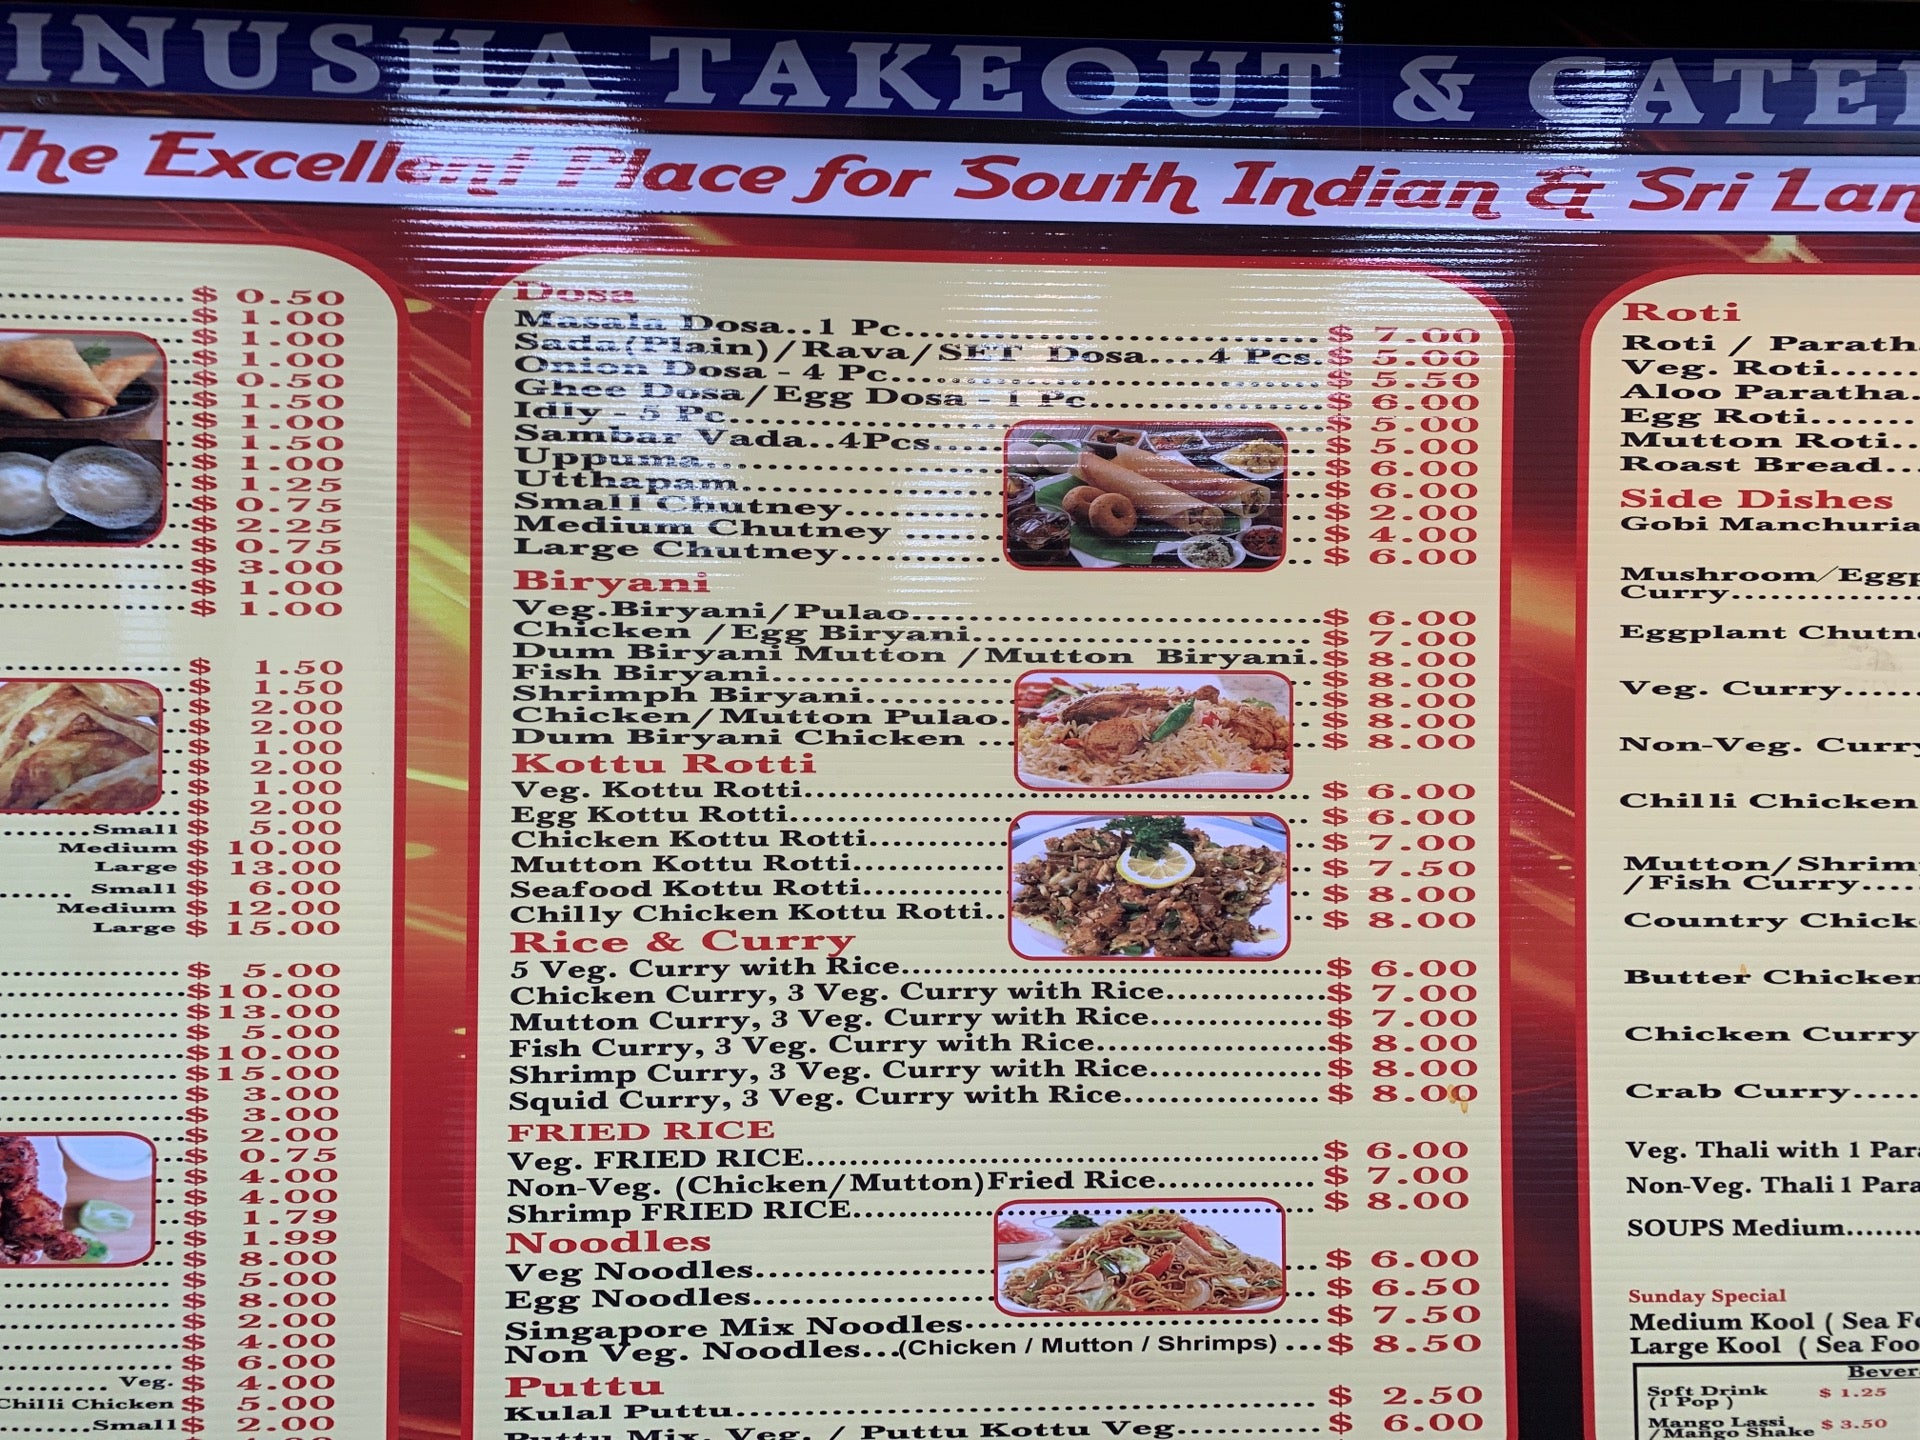 INUSHA TAKEOUT & CATE
The Excellent Place for South Indian & Sri Lan
$ 0.50
$ 1.00
$ 1.00
$ 1.00
$ 0.50
$ 1.50
$ 1.00
$ 1.50
$ 1.00
$ 1.25
$ 0.75
$ 2.25
$ 0.75
$ 3.00
$ 1.00
$ 1.00
$ 1.50
$ 1.50
$ 2.00
$ 2.00
$ 1.00
$ 2.00
$ 1.00
$ 2.00
Small $ 5.00
Medium $ 10.00
Large $ 13.00
Small $ 6.00
Medium $ 12.00
Large $ 15.00
$ 5.00
$10.00
$13.00
$ 5.00
$10.00
$15.00
$ 3.00
$ 3.00
$ 2.00
$ 0.75
$ 4.00
$ 4.00
$ 1.79
$ 1.99
$ 8.00
$ 5.00
$ 8.00
$ 2.00
$ 4.00
$ 6.00
Veg. $ 4.00
Chilli Chicken $ 5.00
Small $ 2.00
Dosa
Masala Dosa..1 Pc. $ 7.00
Sada(Plain)/Rava/SET Dosa....4 Pcs. $ 5.00
Onion Dosa - 4 Pc. $ 5.50
Ghee Dosa/Egg Dosa - 1 Pc. $ 6.00
Idly - 5 Pc. $ 5.00
Sambar Vada..4Pcs $ 5.00
Uppuma $ 6.00
Utthapam $ 6.00
Small Chutney $ 2.00
Medium Chutney $ 4.00
Large Chutney $ 6.00
Biryani
Veg.Biryani/Pulao $ 6.00
Chicken /Egg Biryani $ 7.00
Dum Biryani Mutton /Mutton Biryani. $ 8.00
Fish Biryani $ 8.00
Shrimph Biryani $ 8.00
Chicken/Mutton Pulao. $ 8.00
Dum Biryani Chicken ... $ 8.00
Kottu Rotti
Veg. Kottu Rotti $ 6.00
Egg Kottu Rotti $ 6.00
Chicken Kottu Rotti $ 7.00
Mutton Kottu Rotti $ 7.50
Seafood Kottu Rotti $ 8.00
Chilly Chicken Kottu Rotti.. $ 8.00
Rice & Curry
5 Veg. Curry with Rice $ 6.00
Chicken Curry, 3 Veg. Curry with Rice $ 7.00
Mutton Curry, 3 Veg. Curry with Rice $ 7.00
Fish Curry, 3 Veg. Curry with Rice $ 8.00
Shrimp Curry, 3 Veg. Curry with Rice $ 8.00
Squid Curry, 3 Veg. Curry with Rice $ 8.00
FRIED RICE
Veg. FRIED RICE $ 6.00
Non-Veg. (Chicken/Mutton)Fried Rice $ 7.00
Shrimp FRIED RICE $ 8.00
Noodles
Veg Noodles $ 6.00
Egg Noodles $ 6.50
Singapore Mix Noodles $ 7.50
Non Veg. Noodles...(Chicken / Mutton / Shrimps) ...$ 8.50
Puttu
Kulal Puttu $ 2.50
Puttu Mix. Veg. / Puttu Kottu Veg $ 6.00
Roti
Roti / Parath
Veg. Roti
Aloo Paratha
Egg Roti
Mutton Roti
Roast Bread
Side Dishes
Gobi Manchuria
Mushroom/Eggp
Curry
Eggplant Chutn
Veg. Curry
Non-Veg. Curry
Chilli Chicken
Mutton/Shrim
/Fish Curry
Country Chick
Butter Chicken
Chicken Curry
Crab Curry
Veg. Thali with 1 Par
Non-Veg. Thali 1 Para
SOUPS Medium
Sunday Special
Medium Kool ( Sea F
Large Kool ( Sea Foo
Bever
Soft Drink $ 1.25
(1 Pop )
Mango Lassi $ 3.50
/Mango Shake